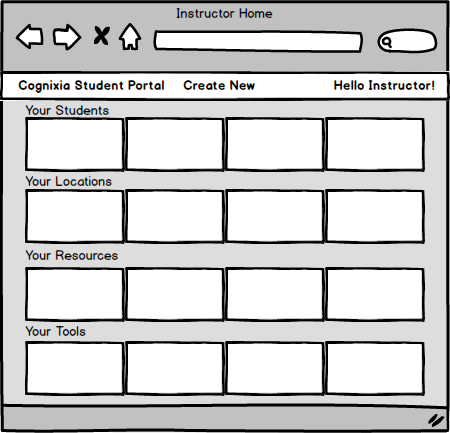 Instructor Home
Cognixia Student Portal Create New Hello Instructor!
Your Students
Your Locations
Your Resources
Your Tools